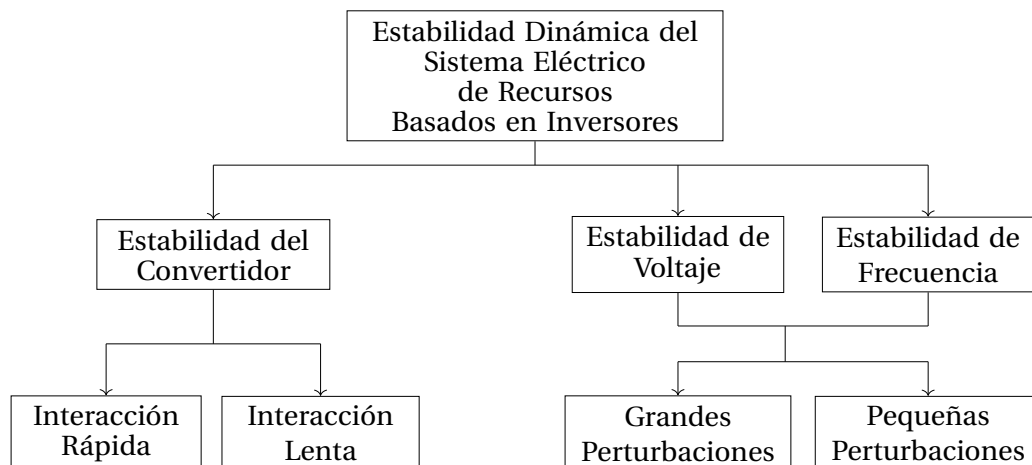 Estabilidad Dinámica del
Sistema Eléctrico
de Recursos
Basados en Inversores
Estabilidad del
Convertidor
Estabilidad de
Voltaje
Estabilidad de
Frecuencia
Interacción
Rápida
Interacción
Lenta
Grandes
Perturbaciones
Pequeñas
Perturbaciones